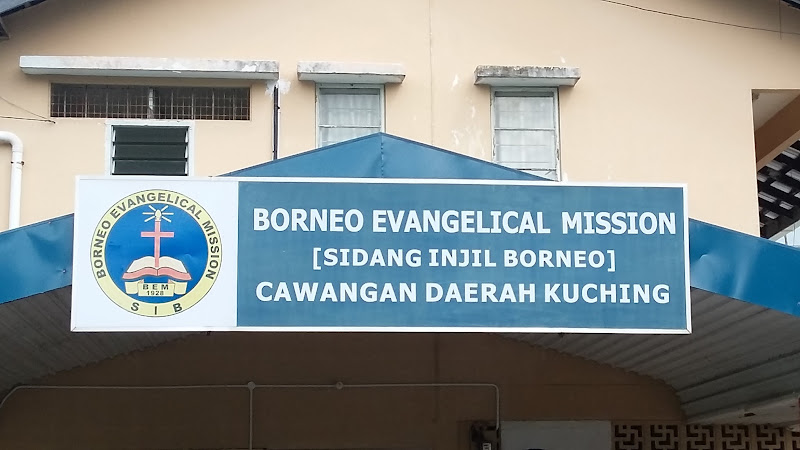 BORNEO EVANGELICAL MISSION
BEM
1928
SIB
BORNEO EVANGELICAL MISSION
[SIDANG INJIL BORNEO]
CAWANGAN DAERAH KUCHING